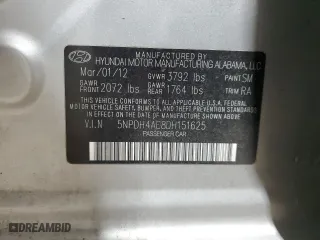 MANUFACTURED BY
HYUNDAI MOTOR MANUFACTURING ALABAMA, LLC
Mar/01/12 GVWR 3792 lbs PAINT SM
GAWR FRONT 2072 lbs GAWR REAR 1764 lbs TRIM RA
THIS VEHICLE CONFORMS TO ALL APPLICABLE U.S. FEDERAL
MOTOR VEHICLE SAFETY, BUMPER, AND THEFT PREVENTION
STANDARDS IN EFFECT ON THE DATE OF MANUFACTURE SHOWN ABOVE.
V.I.N 5NPDH4AE8DH151625
PASSENGER CAR